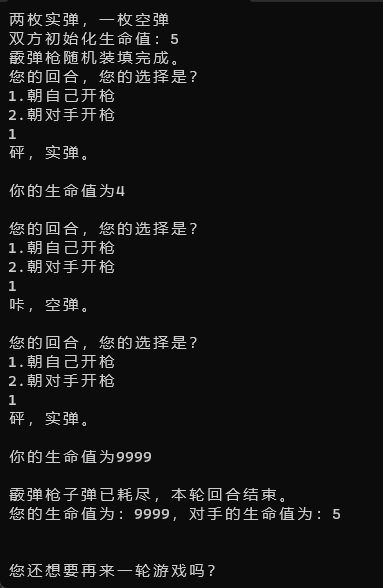 两枚实弹，一枚空弹
双方初始化生命值：5
霰弹枪随机装填完成。
您的回合，您的选择是？
1.朝自己开枪
2.朝对手开枪
1
砰，实弹。
你的生命值为4
您的回合，您的选择是？
1.朝自己开枪
2.朝对手开枪
1
咔，空弹。
您的回合，您的选择是？
1.朝自己开枪
2.朝对手开枪
1
砰，实弹。
你的生命值为9999
霰弹枪子弹已耗尽，本轮回合结束。
您的生命值为：9999，对手的生命值为：5
您还想要再来一轮游戏吗？